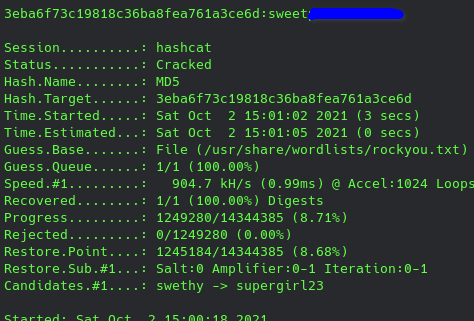 3eba6f73c19818c36ba8fea761a3ce6d:sweet
Session..........: hashcat
Status...........: Cracked
Hash.Name........: MD5
Hash.Target......: 3eba6f73c19818c36ba8fea761a3ce6d
Time.Started.....: Sat Oct  2 15:01:02 2021 (3 secs)
Time.Estimated...: Sat Oct  2 15:01:05 2021 (0 secs)
Guess.Base.......: File (/usr/share/wordlists/rockyou.txt)
Guess.Queue......: 1/1 (100.00%)
Speed.#1.........:   904.7 kH/s (0.99ms) @ Accel:1024 Loops
Recovered........: 1/1 (100.00%) Digests
Progress.........: 1249280/14344385 (8.71%)
Rejected.........: 0/1249280 (0.00%)
Restore.Point....: 1245184/14344385 (8.68%)
Restore.Sub.#1...: Salt:0 Amplifier:0-1 Iteration:0-1
Candidates.#1....: swethy -> supergirl23
Started: Sat Oct  2 15:00:18 2021